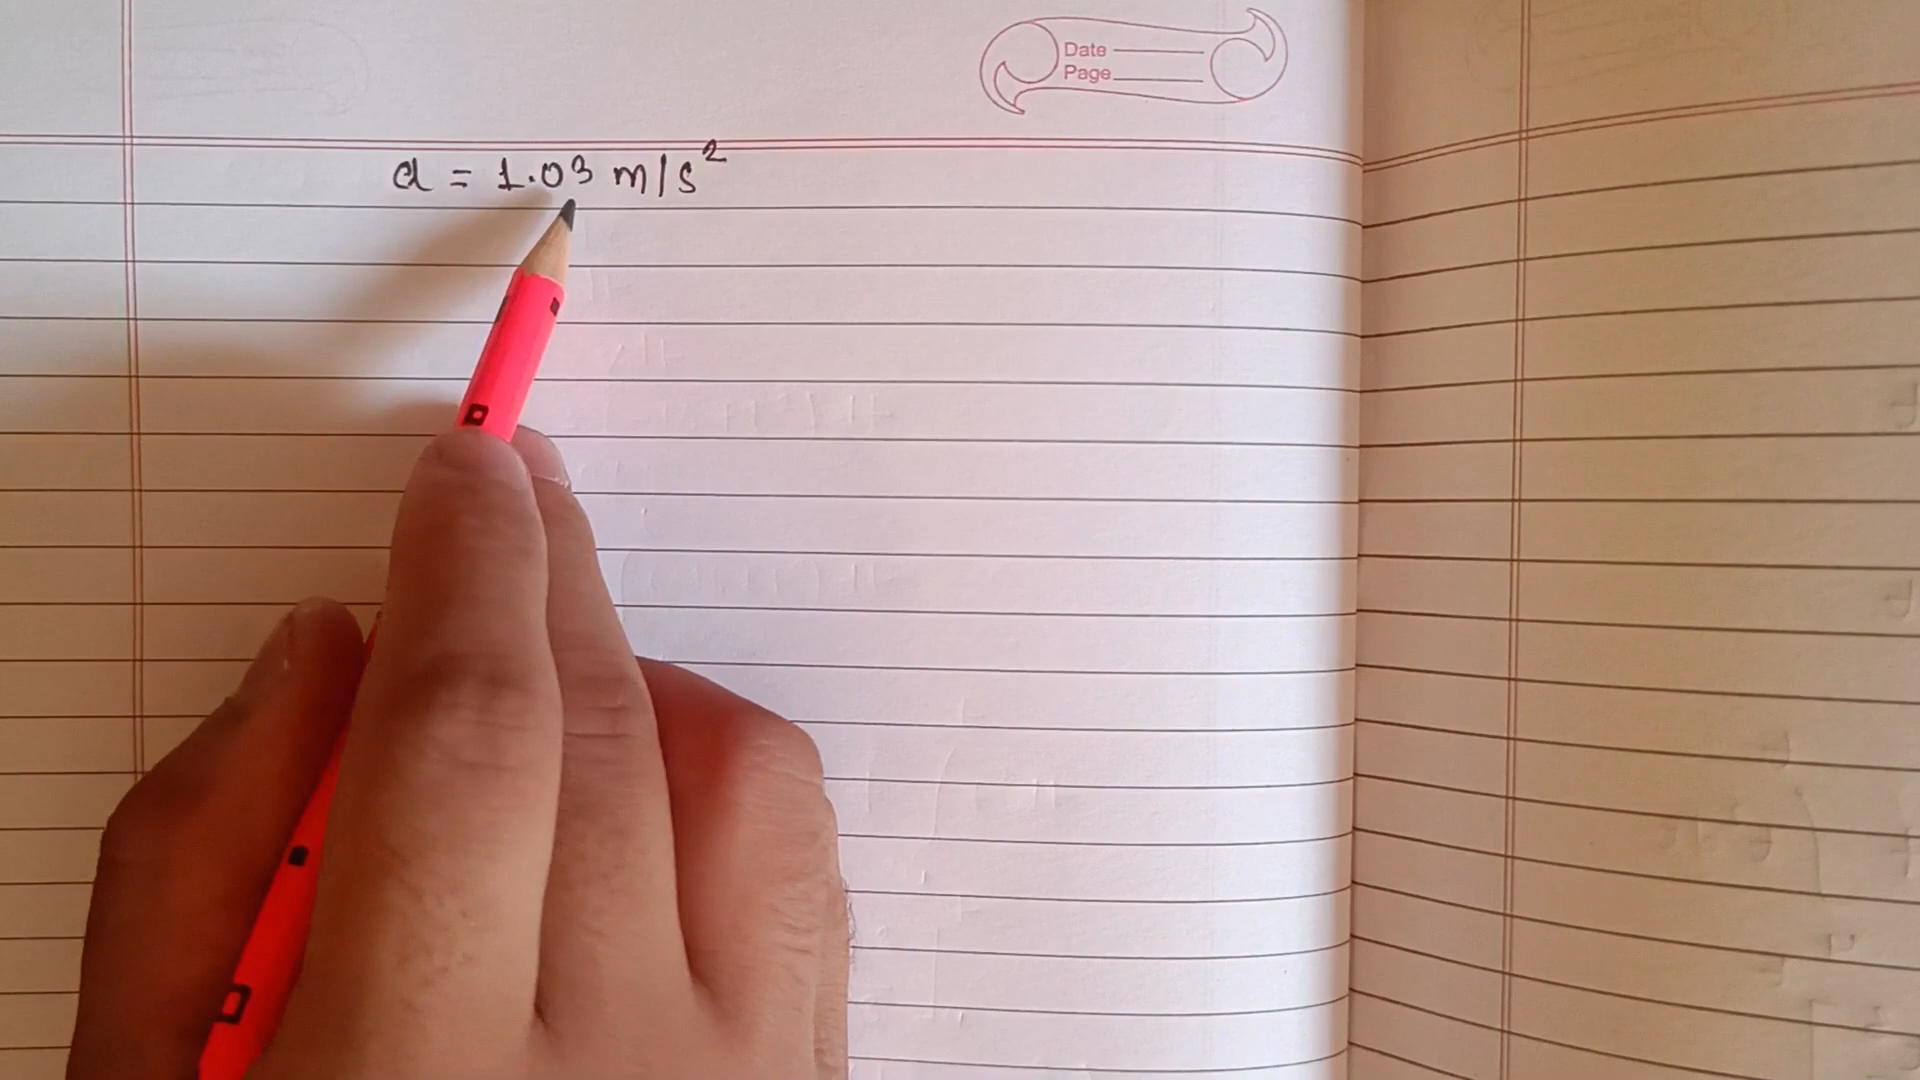 Date
Page
a = 1.03 m/s²